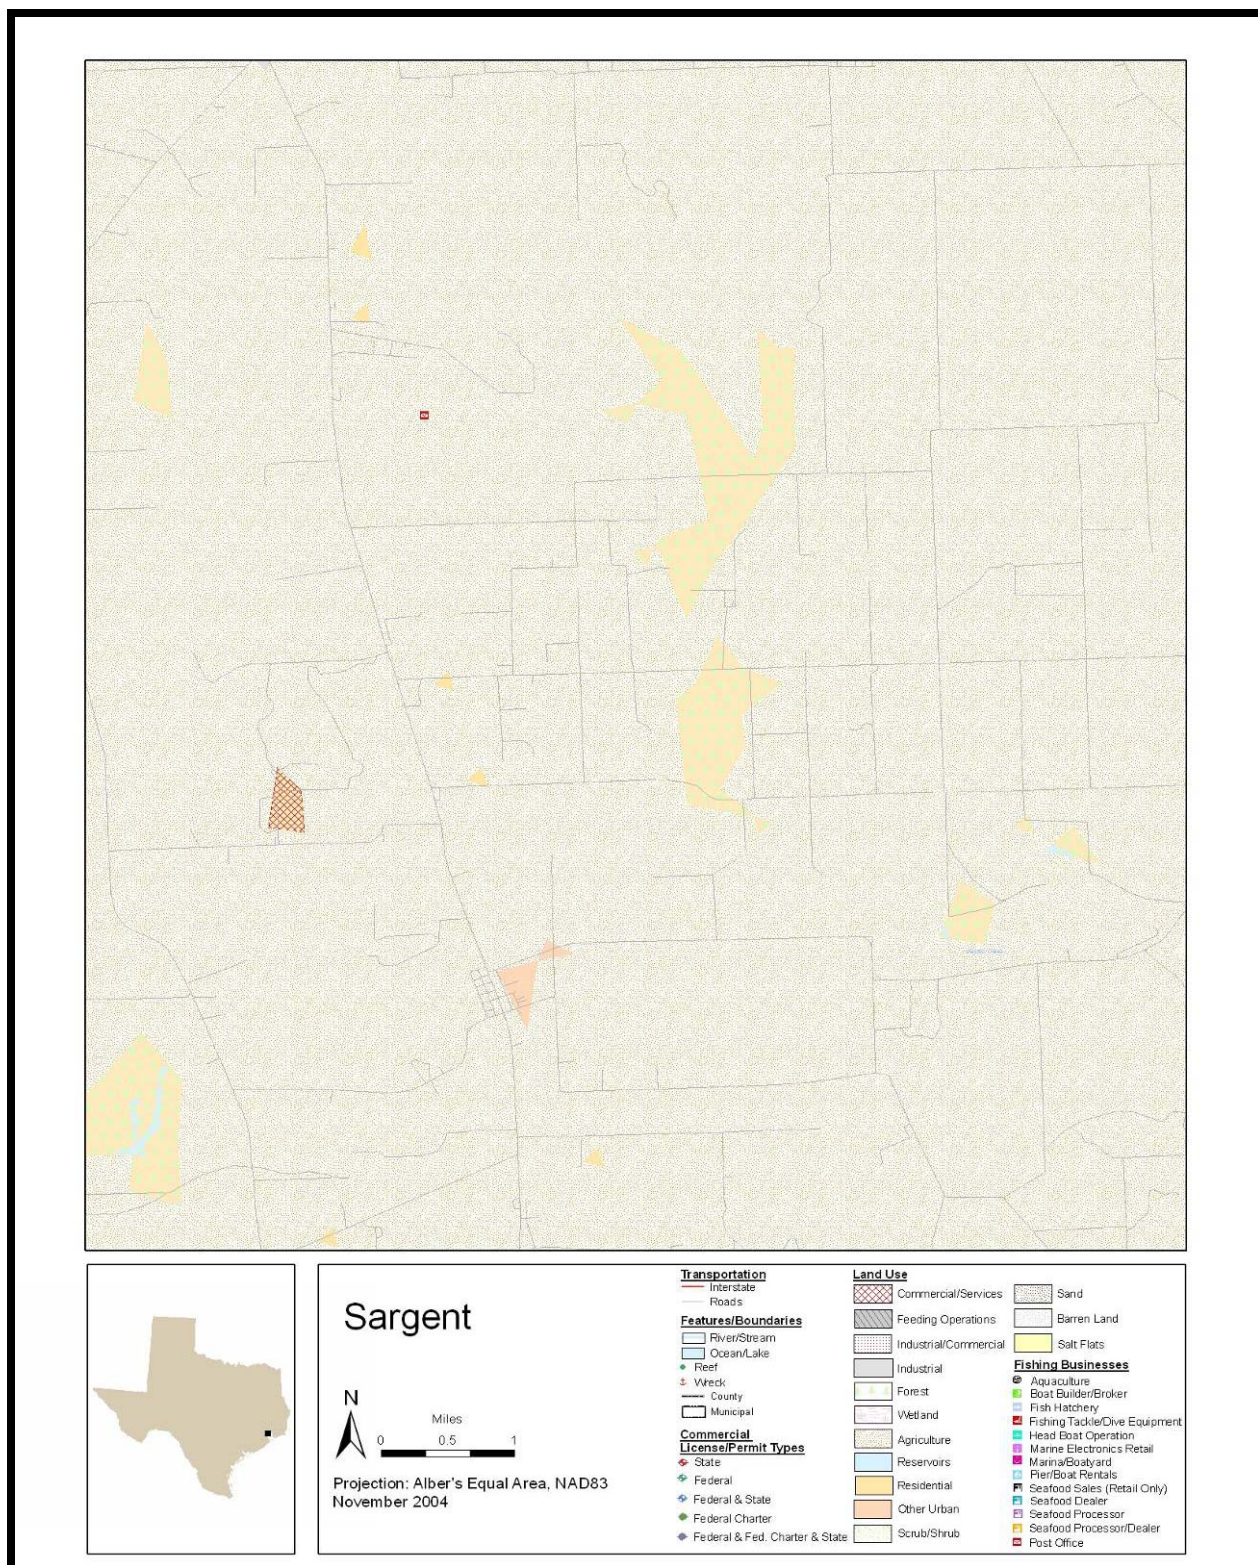 Sargent
N
Miles
0 0.5 1
Projection: Alber's Equal Area, NAD83
November 2004
Transportation
Interstate
Roads
Features/Boundaries
River/Stream
Ocean/Lake
Reef
Wreck
County
Municipal
Commercial
License/Permit Types
State
Federal
Federal & State
Federal Charter
Federal & Fed. Charter & State
Land Use
Commercial/Services
Feeding Operations
Industrial/Commercial
Industrial
Forest
Wetland
Agriculture
Reservoirs
Residential
Other Urban
Scrub/Shrub
Sand
Barren Land
Salt Flats
Fishing Businesses
Aquaculture
Boat Builder/Broker
Fish Hatchery
Fishing Tackle/Dive Equipment
Head Boat Operation
Marine Electronics Retail
Marina/Boatyard
Pier/Boat Rentals
Seafood Sales (Retail Only)
Seafood Dealer
Seafood Processor
Seafood Processor/Dealer
Post Office